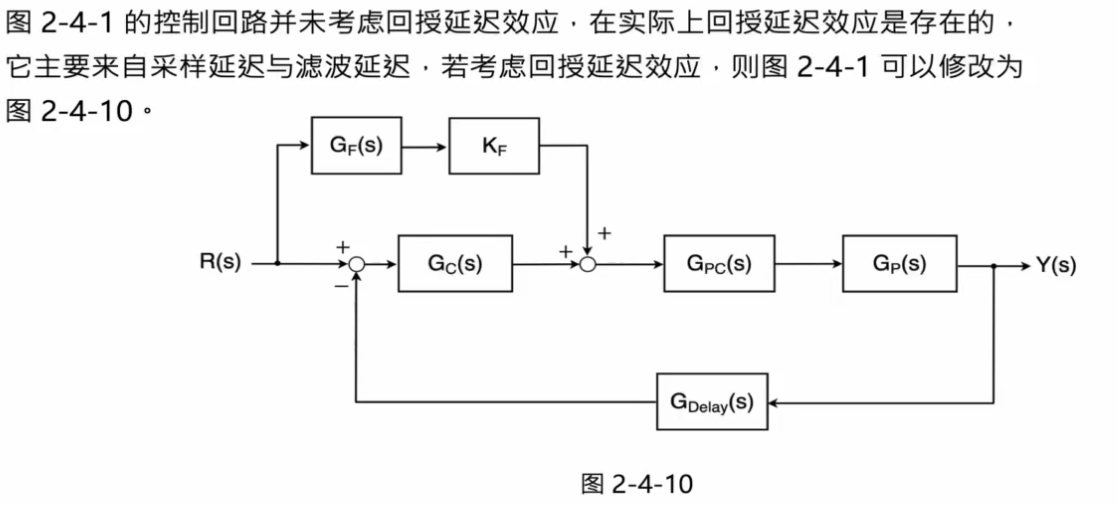 图 2-4-1 的控制回路并未考虑回授延迟效应，在实际上回授延迟效应是存在的，
它主要来自采样延迟与滤波延迟，若考虑回授延迟效应，则图 2-4-1 可以修改为
图 2-4-10。
G_F(s)
K_F
+
R(s)
+
G_C(s)
+
G_PC(s)
G_P(s)
Y(s)
−
G_Delay(s)
图 2-4-10